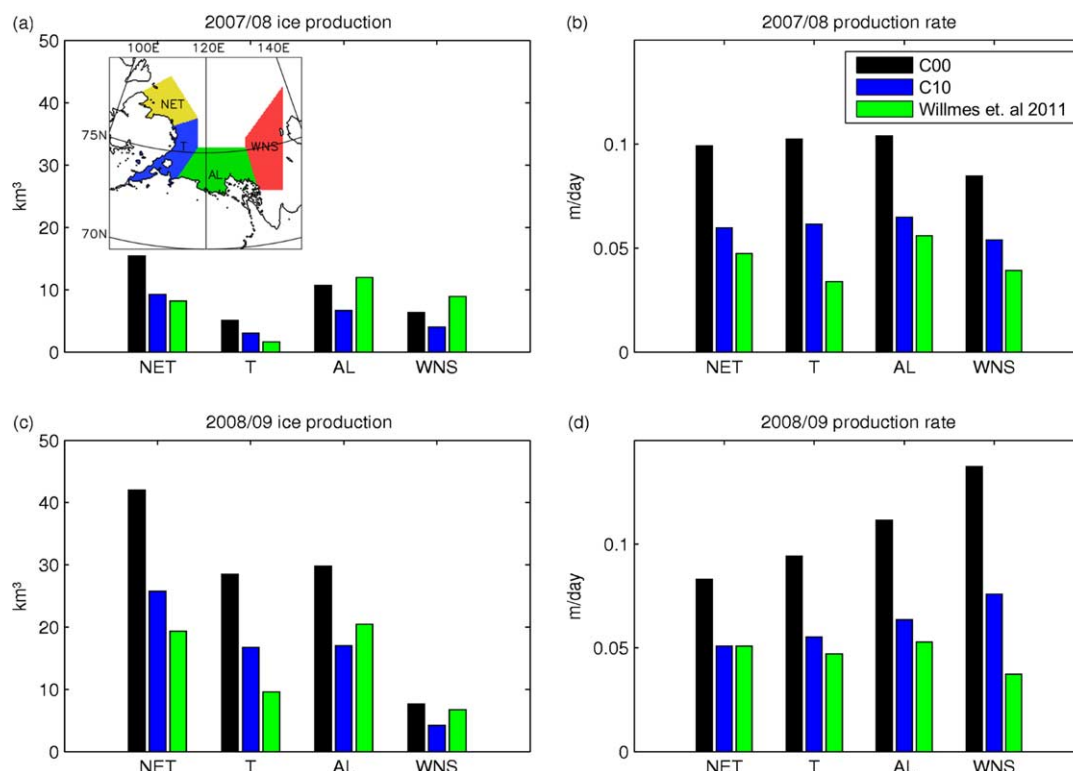 (a) 2007/08 ice production
50
40
30
20
10
0
km³
100E 120E 140E
75N
70N
NET
T
AL
WNS
NET T AL WNS
(b) 2007/08 production rate
0.1
0.05
0
m/day
C00
C10
Willmes et. al 2011
NET T AL WNS
(c) 2008/09 ice production
50
40
30
20
10
0
km³
NET T AL WNS
(d) 2008/09 production rate
0.1
0.05
0
m/day
NET T AL WNS